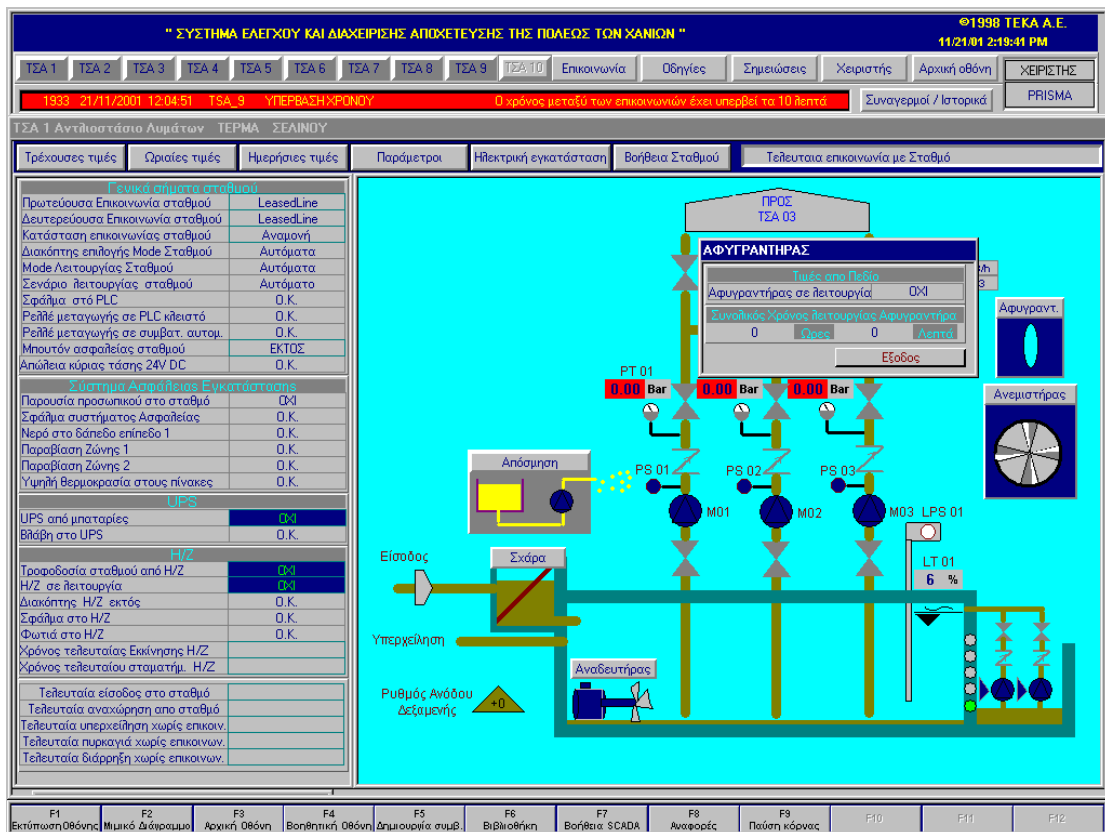 " ΣΥΣΤΗΜΑ ΕΛΕΓΧΟΥ ΚΑΙ ΔΙΑΧΕΙΡΙΣΗΣ ΑΠΟΧΕΤΕΥΣΗΣ ΤΗΣ ΠΟΛΕΩΣ ΤΩΝ ΧΑΝΙΩΝ "
©1998 ΤΕΚΑ Α.Ε.
11/21/01 2:19:41 PM
ΤΣΑ 1 ΤΣΑ 2 ΤΣΑ 3 ΤΣΑ 4 ΤΣΑ 5 ΤΣΑ 6 ΤΣΑ 7 ΤΣΑ 8 ΤΣΑ 9 ΤΣΑ 10 Επικοινωνία Οδηγίες Σημειώσεις Χειριστής Αρχική οθόνη ΧΕΙΡΙΣΤΗΣ
1933 21/11/2001 12:04:51 TSA_9 ΥΠΕΡΒΑΣΗ ΧΡΟΝΟΥ Ο χρόνος μεταξύ των επικοινωνιών έχει υπερβεί τα 10 λεπτά Συναγερμοί / Ιστορικά PRISMA
ΤΣΑ 1 Αντλιοστάσιο Λυμάτων ΤΕΡΜΑ ΣΕΛΙΝΟΥ
Τρέχουσες τιμές Ωριαίες τιμές Ημερήσιες τιμές Παράμετροι Ηλεκτρική εγκατάσταση Βοήθεια Σταθμού Τελευταια επικοινωνία με Σταθμό
Γενικά σήματα σταθμού
Πρωτεύουσα Επικοινωνία σταθμού LeasedLine
Δευτερεύουσα Επικοινωνία σταθμού LeasedLine
Κατάσταση επικοινωνίας σταθμού Αναμονή
Διακόπτης επιλογής Mode Σταθμού Αυτόματα
Mode Λειτουργίας Σταθμού Αυτόματα
Σενάριο λειτουργίας σταθμού Αυτόματο
Σφάλμα στό PLC O.K.
Ρελλέ μεταγωγής σε PLC κλειστό O.K.
Ρελλέ μεταγωγής σε συμβατ. αυτομ. O.K.
Μπουτόν ασφαλείας σταθμού ΕΚΤΟΣ
Απώλεια κύριας τάσης 24V DC O.K.
Σύστημα Ασφάλειας Εγκατάστασης
Παρουσία προσωπικού στο σταθμό ΟΧΙ
Σφάλμα συστήματος Ασφαλείας O.K.
Νερό στο δάπεδο επίπεδο 1 O.K.
Παραβίαση Ζώνης 1 O.K.
Παραβίαση Ζώνης 2 O.K.
Υψηλή θερμοκρασία στους πίνακες O.K.
UPS
UPS από μπαταρίες ΟΧΙ
Βλάβη στο UPS O.K.
Η/Ζ
Τροφοδοσία σταθμού από Η/Ζ ΟΧΙ
Η/Ζ σε λειτουργία ΟΧΙ
Διακόπτης Η/Ζ εκτός O.K.
Σφάλμα στο Η/Ζ O.K.
Φωτιά στο Η/Ζ O.K.
Χρόνος τελευταίας Εκκίνησης Η/Ζ
Χρόνος τελευταίου σταματήμ. Η/Ζ
Τελευταία είσοδος στο σταθμό
Τελευταία αναχώρηση απο σταθμό
Τελευταία υπερχείληση χωρίς επικοιν.
Τελευταία πυρκαγιά χωρίς επικοινων.
Τελευταία διάρρηξη χωρίς επικοινων.
ΠΡΟΣ
ΤΣΑ 03
ΑΦΥΓΡΑΝΤΗΡΑΣ
Τιμές απο Πεδίο
Αφυγραντήρας σε λειτουργία ΟΧΙ
Συνολικός Χρόνος λειτουργίας Αφυγραντήρα
0 Ωρες 0 Λεπτά
Εξοδος
Αφυγραντ.
Ανεμιστήρας
PT 01
0.00 Bar 0.00 Bar 0.00 Bar
Απόσμηση
PS 01 PS 02 PS 03
M01 M02 M03 LPS 01
Είσοδος
Σχάρα
LT 01
6 %
Υπερχείληση
Αναδευτήρας
Ρυθμός Ανόδου
Δεξαμενής
+0
F1 F2 F3 F4 F5 F6 F7 F8 F9 F10 F11 F12
Εκτύπωση Οθόνης Μιμικό Διάγραμμο Αρχική Οθόνη Βοηθητική Οθόνη Δημιουργία συμβ. Βιβλιοθήκη Βοήθεια SCADA Αναφορές Παύση κόρνας